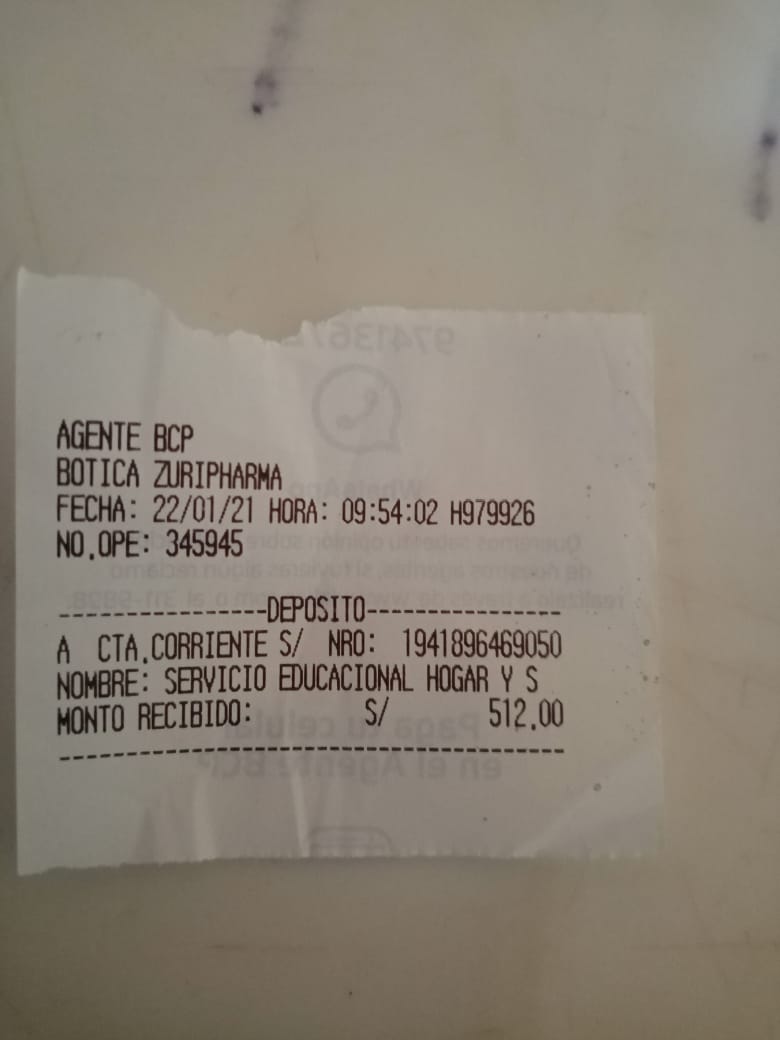 AGENTE BCP
BOTICA ZURIPHARMA
FECHA: 22/01/21 HORA: 09:54:02 H979926
NO.OPE: 345945
-----------------DEPOSITO----------------
A CTA.CORRIENTE S/ NRO: 1941896469050
NOMBRE: SERVICIO EDUCACIONAL HOGAR Y S
MONTO RECIBIDO: S/ 512.00
-----------------------------------------